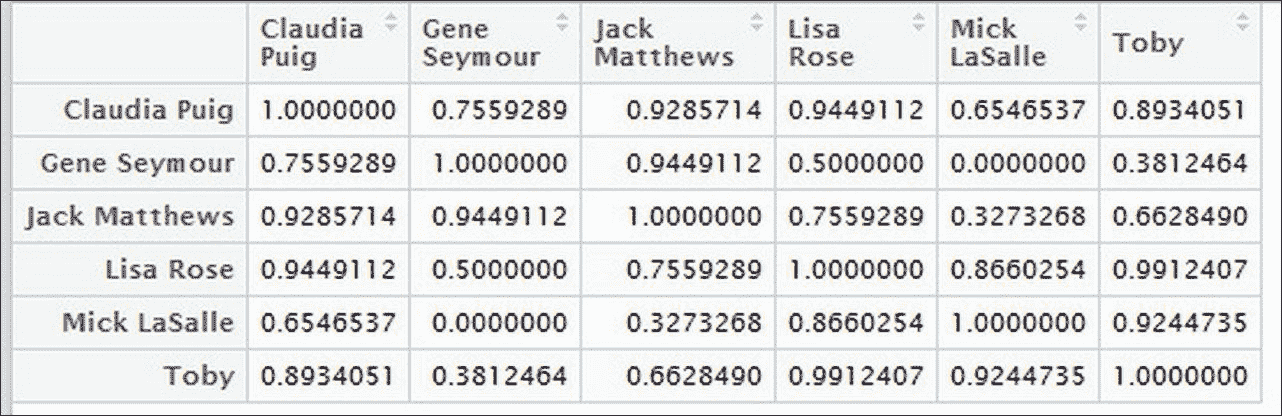 Claudia Puig Gene Seymour Jack Matthews Lisa Rose Mick LaSalle Toby
Claudia Puig 1.0000000 0.7559289 0.9285714 0.9449112 0.6546537 0.8934051
Gene Seymour 0.7559289 1.0000000 0.9449112 0.5000000 0.0000000 0.3812464
Jack Matthews 0.9285714 0.9449112 1.0000000 0.7559289 0.3273268 0.6628490
Lisa Rose 0.9449112 0.5000000 0.7559289 1.0000000 0.8660254 0.9912407
Mick LaSalle 0.6546537 0.0000000 0.3273268 0.8660254 1.0000000 0.9244735
Toby 0.8934051 0.3812464 0.6628490 0.9912407 0.9244735 1.0000000